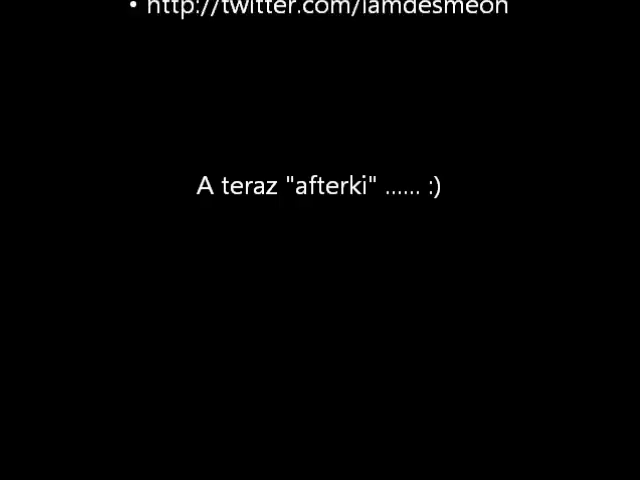 • http://twitter.com/iamdesmeon
A teraz "afterki" ...... :)